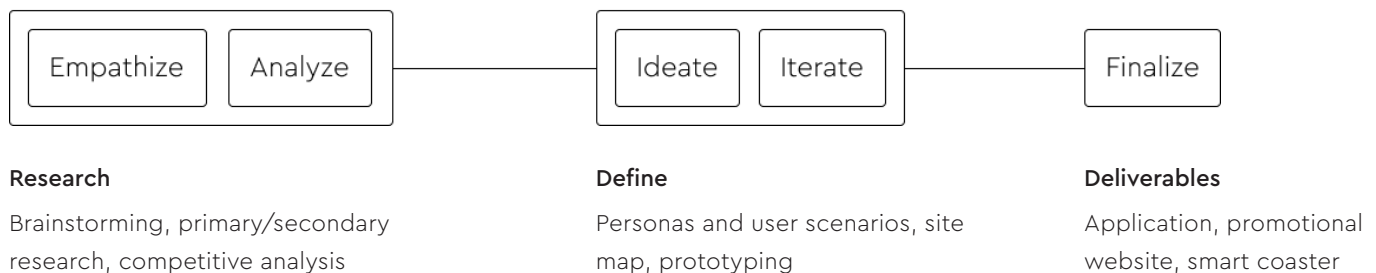 Empathize Analyze Ideate Iterate Finalize
Research
Brainstorming, primary/secondary
research, competitive analysis
Define
Personas and user scenarios, site
map, prototyping
Deliverables
Application, promotional
website, smart coaster